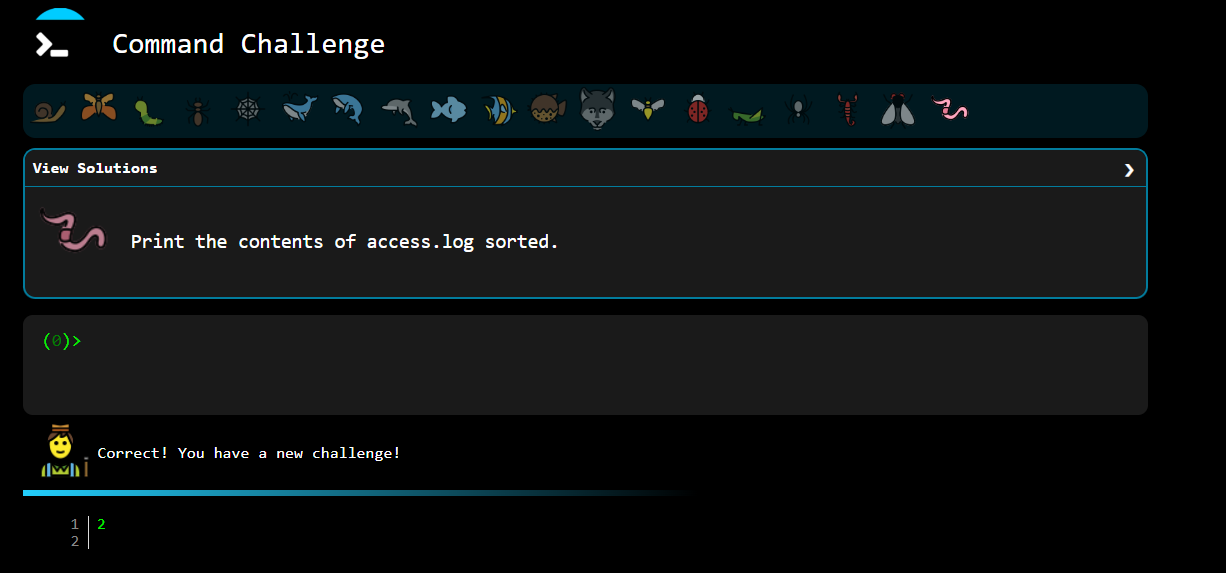 Command Challenge
View Solutions
Print the contents of access.log sorted.
(0)>
Correct! You have a new challenge!
1 2
2